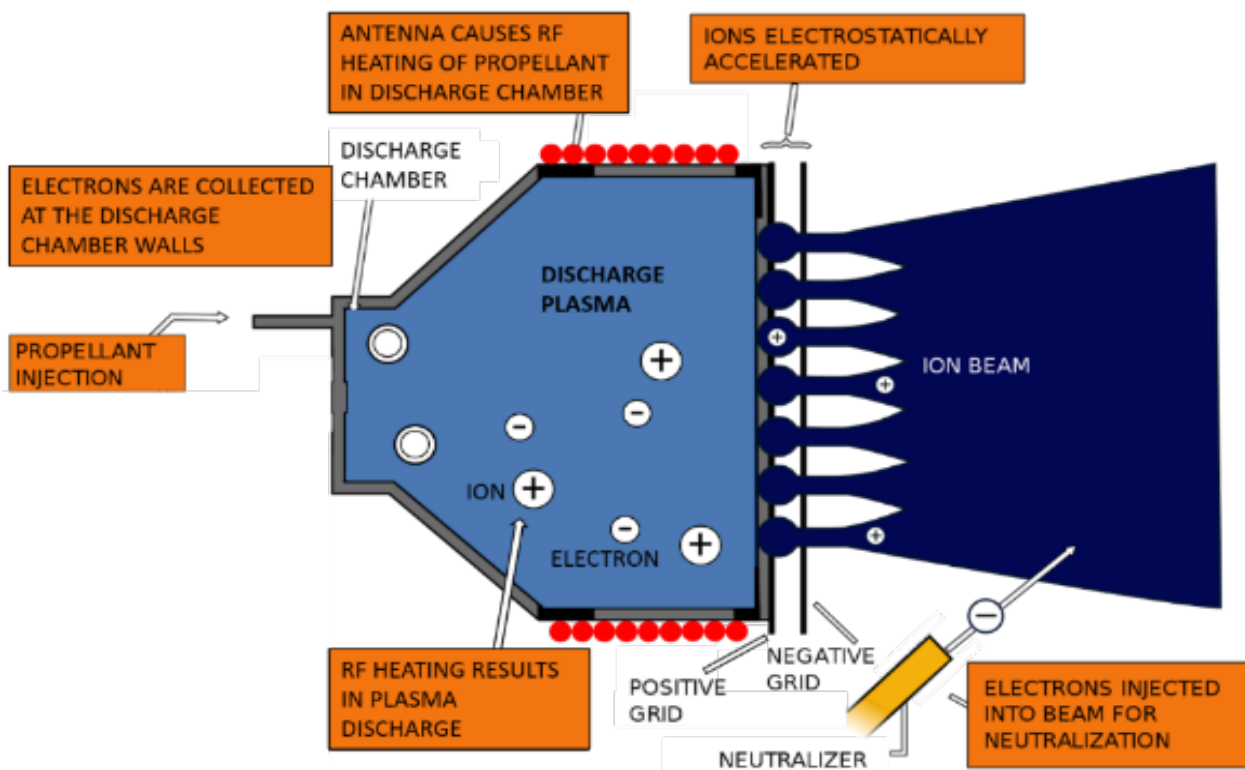 ANTENNA CAUSES RF
HEATING OF PROPELLANT
IN DISCHARGE CHAMBER
IONS ELECTROSTATICALLY
ACCELERATED
DISCHARGE
CHAMBER
ELECTRONS ARE COLLECTED
AT THE DISCHARGE
CHAMBER WALLS
DISCHARGE
PLASMA
PROPELLANT
INJECTION
ION BEAM
ION
ELECTRON
RF HEATING RESULTS
IN PLASMA
DISCHARGE
POSITIVE
GRID
NEGATIVE
GRID
NEUTRALIZER
ELECTRONS INJECTED
INTO BEAM FOR
NEUTRALIZATION